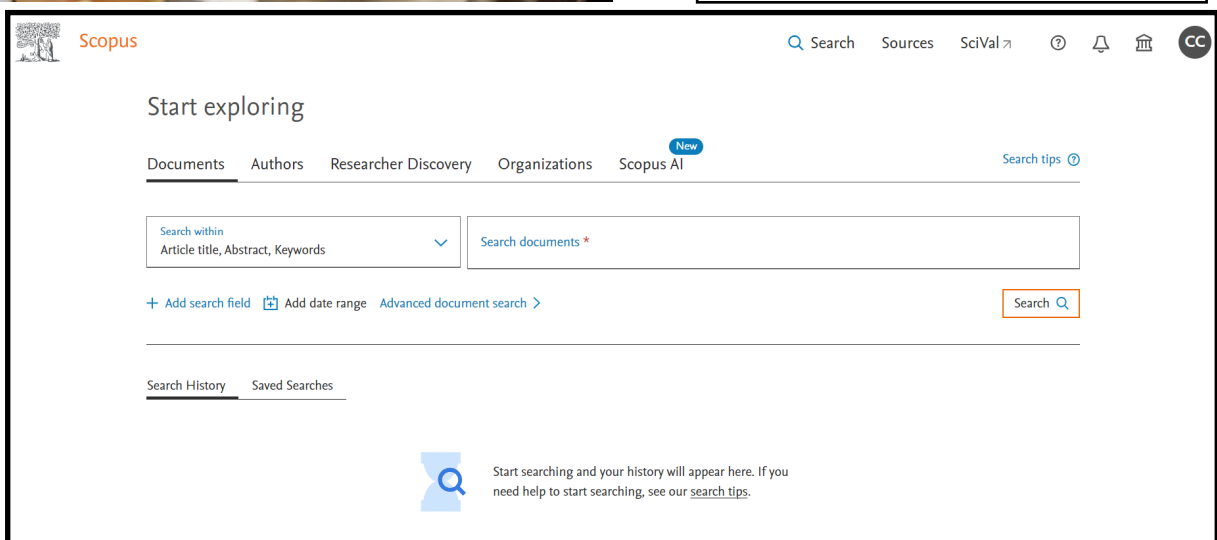 Scopus
Search Sources SciVal
CC
Start exploring
New
Documents Authors Researcher Discovery Organizations Scopus AI
Search tips
Search within
Article title, Abstract, Keywords
Search documents *
Add search field Add date range Advanced document search
Search
Search History Saved Searches
Start searching and your history will appear here. If you
need help to start searching, see our search tips.